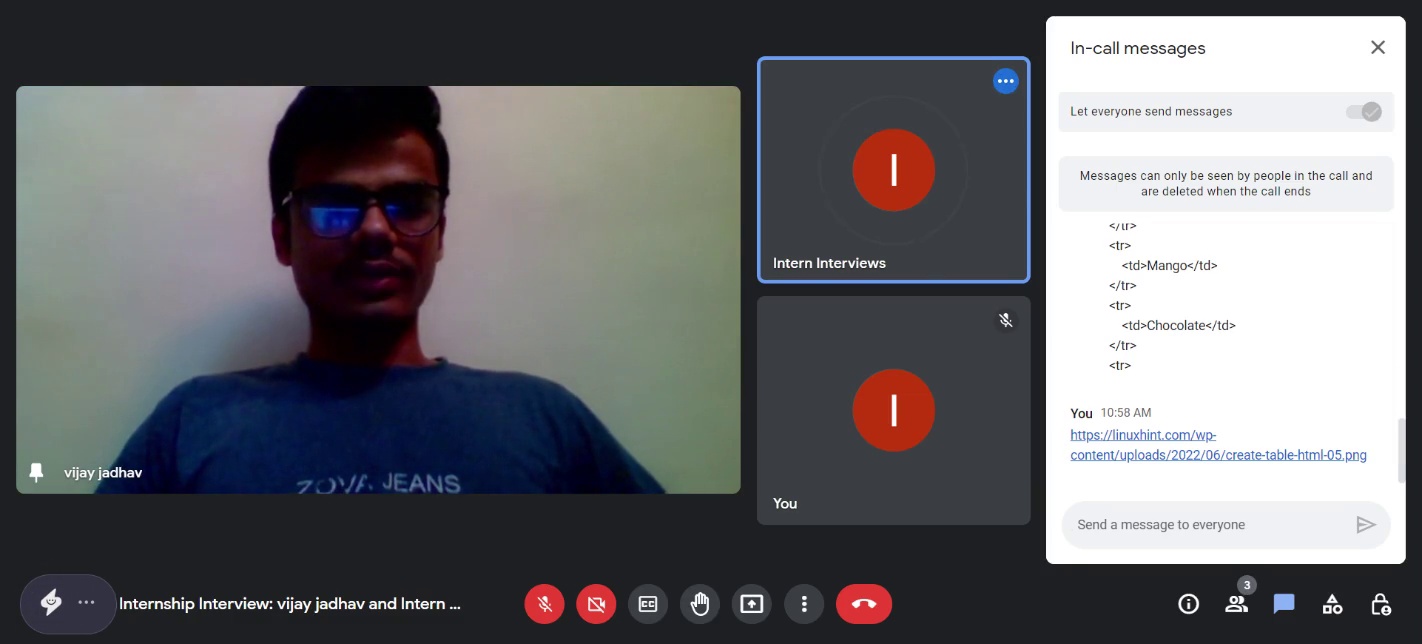 vijay jadhav
JEANS
I
Intern Interviews
I
You
In-call messages
Let everyone send messages
Messages can only be seen by people in the call and
are deleted when the call ends
</tr>
<tr>
<td>Mango</td>
</tr>
<tr>
<td>Chocolate</td>
</tr>
<tr>
You 10:58 AM
https://linuxhint.com/wp-
content/uploads/2022/06/create-table-html-05.png
Send a message to everyone
Internship Interview: vijay jadhav and Intern ...
CC
3